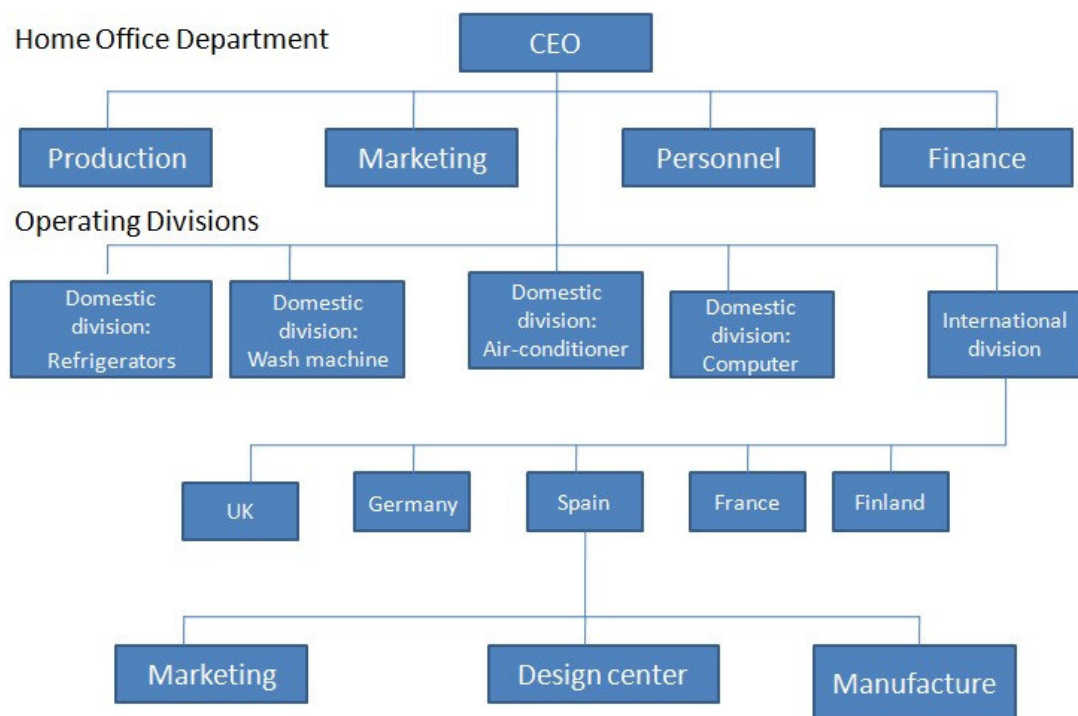 Home Office Department
CEO
Production
Marketing
Personnel
Finance
Operating Divisions
Domestic
division:
Refrigerators
Domestic
division:
Wash machine
Domestic
division:
Air-conditioner
Domestic
division:
Computer
International
division
UK
Germany
Spain
France
Finland
Marketing
Design center
Manufacture